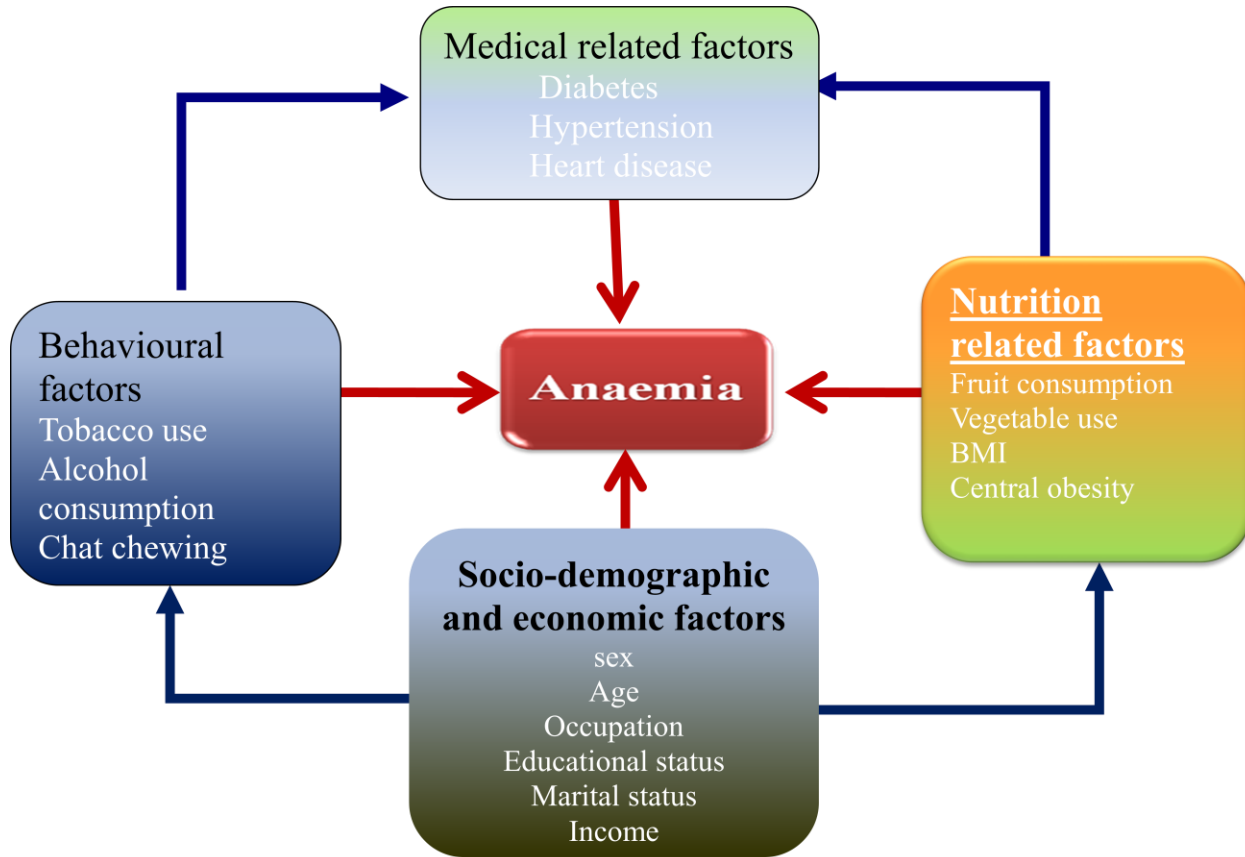 Medical related factors
Diabetes
Hypertension
Heart disease
Behavioural
factors
Tobacco use
Alcohol
consumption
Chat chewing
Anaemia
Nutrition
related factors
Fruit consumption
Vegetable use
BMI
Central obesity
Socio-demographic
and economic factors
sex
Age
Occupation
Educational status
Marital status
Income